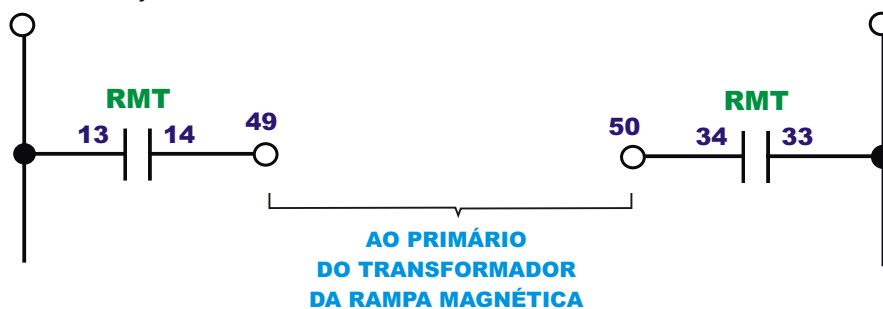 RMT
13
14
49
50
RMT
34
33
AO PRIMÁRIO
DO TRANSFORMADOR
DA RAMPA MAGNÉTICA